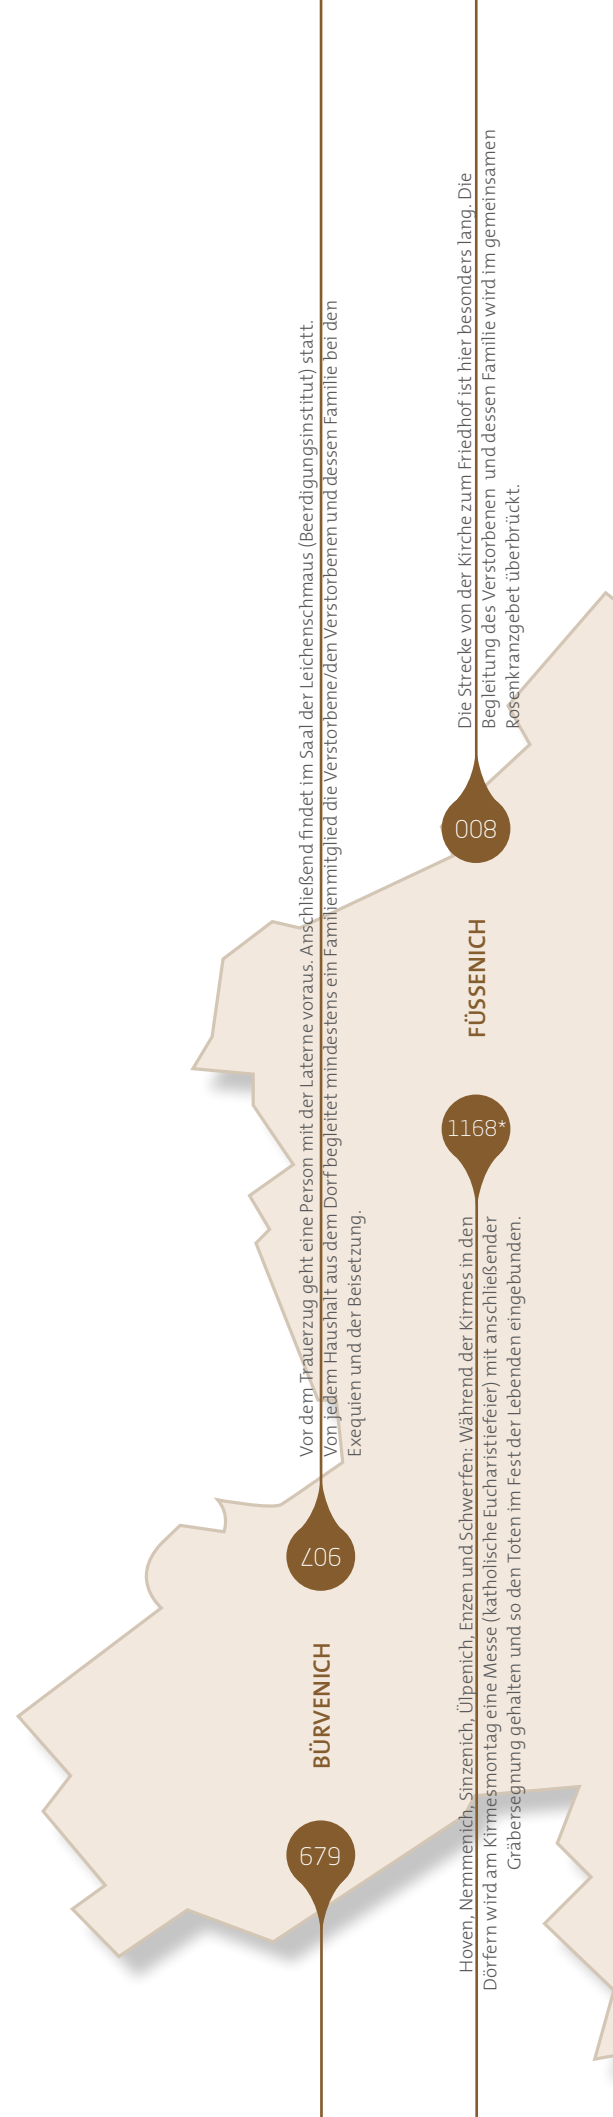 Vor dem Trauerzug geht eine Person mit der Laterne voraus. Anschließend findet im Saal der Leichenschmaus (Beerdigungsinstitut) statt.
Von jedem Haushalt aus dem Dorf begleitet mindestens ein Familienmitglied die Verstorbene/den Verstorbenen und dessen Familie bei den
Exequien und der Beisetzung.
907
BÜRVENICH
679
Die Strecke von der Kirche zum Friedhof ist hier besonders lang. Die
Begleitung des Verstorbenen und dessen Familie wird im gemeinsamen
Rosenkranzgebet überbrückt.
800
FÜSSENICH
1168*
Hoven, Nemmenich, Sinzenich, Ülpenich, Enzen und Schwerfen: Während der Kirmes in den
Dörfern wird am Kirmesmontag eine Messe (katholische Eucharistiefeier) mit anschließender
Gräbersegnung gehalten und so den Toten im Fest der Lebenden eingebunden.